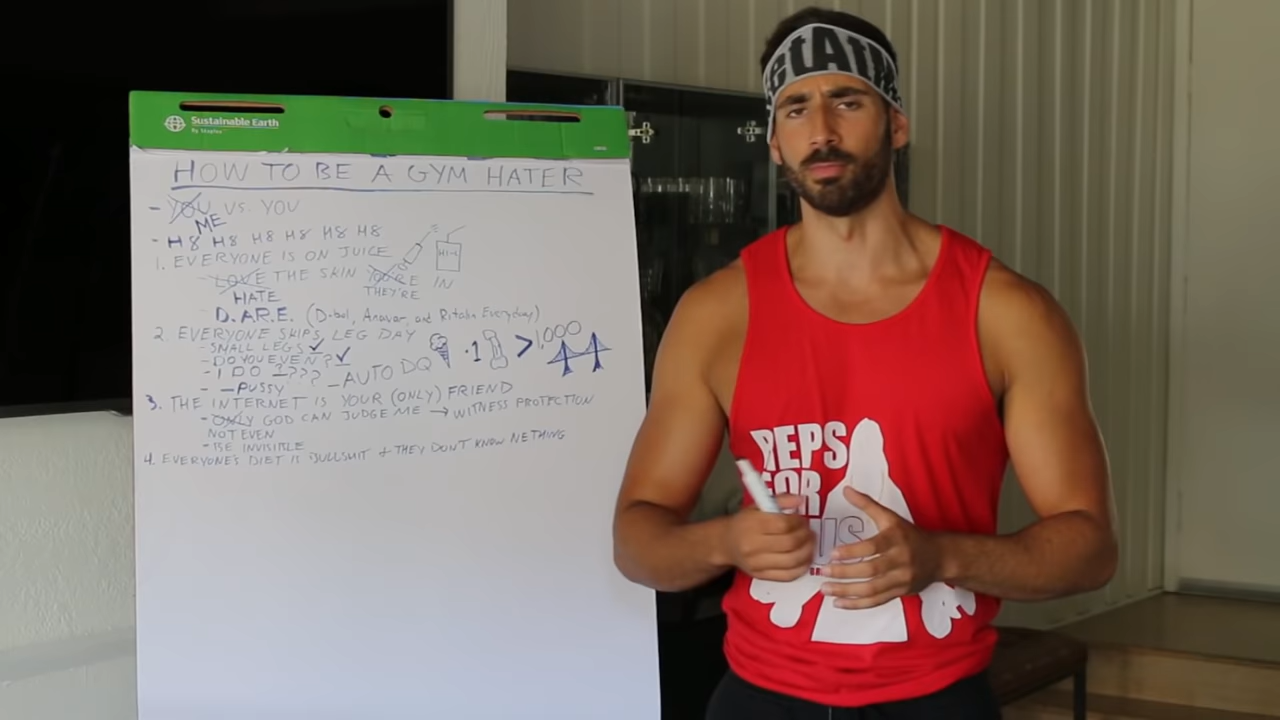 Sustainable Earth
By Staples
HOW TO BE A GYM HATER
- YOU VS. YOU
ME
- H8 H8 H8 H8 H8 H8
1. EVERYONE IS ON JUICE
HI-C
- LOVE THE SKIN YOU'RE IN
HATE THEY'RE
D.A.R.E. (D-bol, Anavar, and Ritalin Everyday)
2. EVERYONE SKIPS LEG DAY
- SMALL LEGS ✓
- DO YOU EVEN? ✓
- I DO ????
- PUSSY - AUTO DQ
.1 > 1,000
3. THE INTERNET IS YOUR (ONLY) FRIEND
- ONLY GOD CAN JUDGE ME → WITNESS PROTECTION
NOT EVEN
- BE INVISIBLE
4. EVERYONE'S DIET IS BULLSHIT & THEY DON'T KNOW NETHING
etAt
REPS
FOR
US